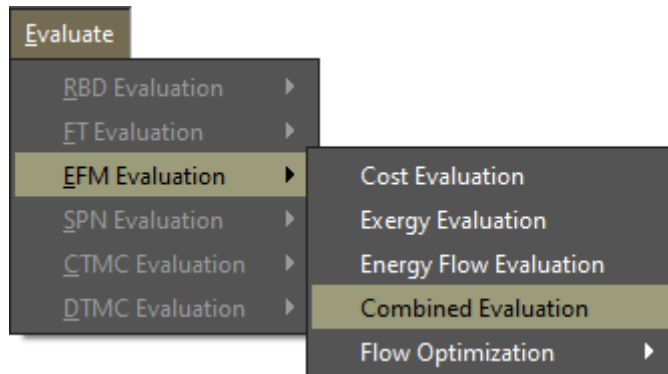 Evaluate
RBD Evaluation
FT Evaluation
EFM Evaluation
SPN Evaluation
CTMC Evaluation
DTMC Evaluation
Cost Evaluation
Exergy Evaluation
Energy Flow Evaluation
Combined Evaluation
Flow Optimization